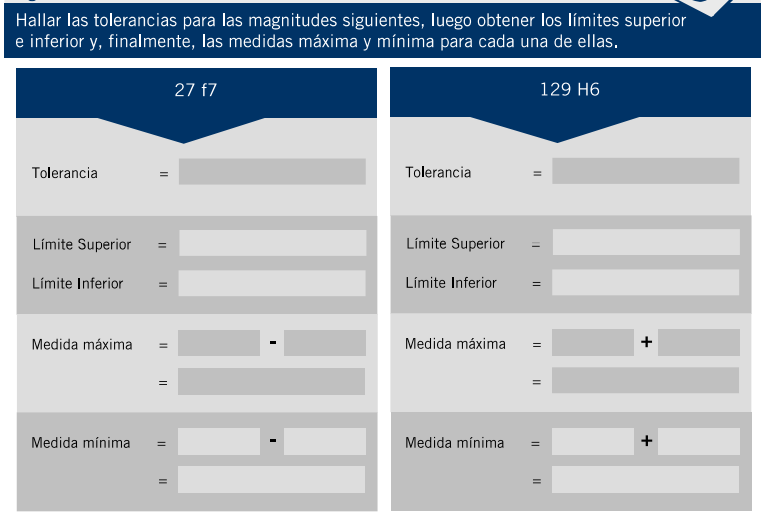 Hallar las tolerancias para las magnitudes siguientes, luego obtener los límites superior
e inferior y, finalmente, las medidas máxima y mínima para cada una de ellas.
27 f7
Tolerancia =
Límite Superior =
Límite Inferior =
Medida máxima = -
=
Medida mínima = -
=
129 H6
Tolerancia =
Límite Superior =
Límite Inferior =
Medida máxima = +
=
Medida mínima = +
=